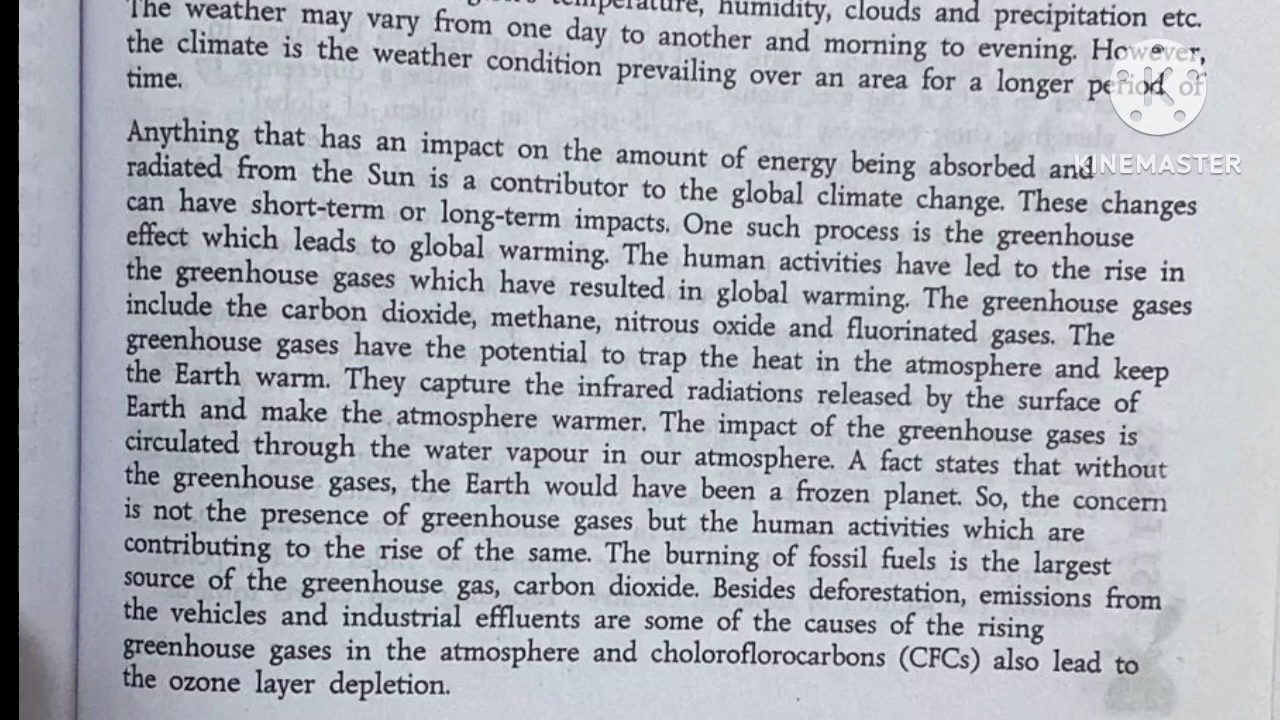 temperature, humidity, clouds and precipitation etc.
The weather may vary from one day to another and morning to evening. However,
the climate is the weather condition prevailing over an area for a longer period of
time.
Anything that has an impact on the amount of energy being absorbed and
radiated from the Sun is a contributor to the global climate change. These changes
can have short-term or long-term impacts. One such process is the greenhouse
effect which leads to global warming. The human activities have led to the rise in
the greenhouse gases which have resulted in global warming. The greenhouse gases
include the carbon dioxide, methane, nitrous oxide and fluorinated gases. The
greenhouse gases have the potential to trap the heat in the atmosphere and keep
the Earth warm. They capture the infrared radiations released by the surface of
Earth and make the atmosphere warmer. The impact of the greenhouse gases is
circulated through the water vapour in our atmosphere. A fact states that without
the greenhouse gases, the Earth would have been a frozen planet. So, the concern
is not the presence of greenhouse gases but the human activities which are
contributing to the rise of the same. The burning of fossil fuels is the largest
source of the greenhouse gas, carbon dioxide. Besides deforestation, emissions from
the vehicles and industrial effluents are some of the causes of the rising
greenhouse gases in the atmosphere and choloroflorocarbons (CFCs) also lead to
the ozone layer depletion.
KINEMASTER